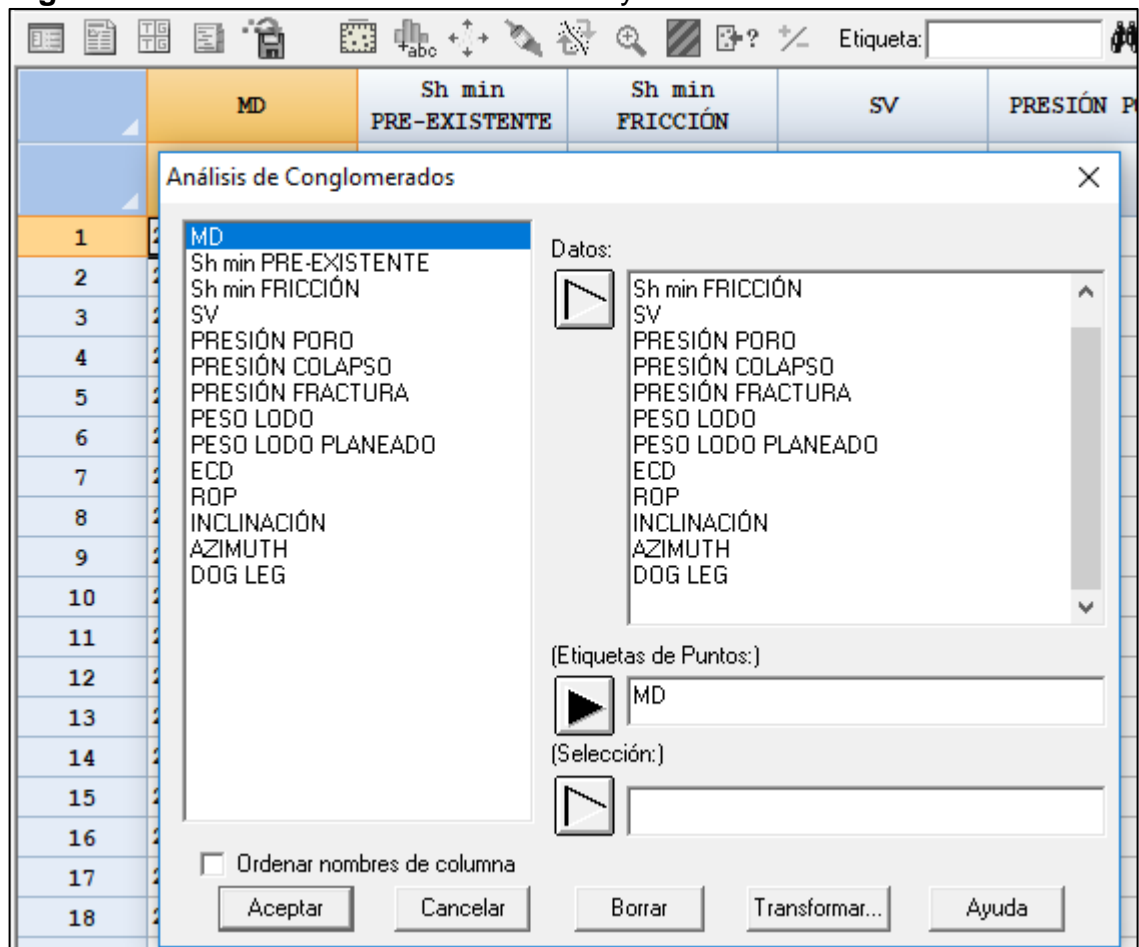 Etiqueta:
MD
Sh min
PRE-EXISTENTE
Sh min
FRICCIÓN
SV
PRESIÓN
Análisis de Conglomerados
1
2
3
4
5
6
7
8
9
10
11
12
13
14
15
16
17
18
MD
Sh min PRE-EXISTENTE
Sh min FRICCIÓN
SV
PRESIÓN PORO
PRESIÓN COLAPSO
PRESIÓN FRACTURA
PESO LODO
PESO LODO PLANEADO
ECD
ROP
INCLINACIÓN
AZIMUTH
DOG LEG
Datos:
Sh min FRICCIÓN
SV
PRESIÓN PORO
PRESIÓN COLAPSO
PRESIÓN FRACTURA
PESO LODO
PESO LODO PLANEADO
ECD
ROP
INCLINACIÓN
AZIMUTH
DOG LEG
(Etiquetas de Puntos:)
MD
(Selección:)
Ordenar nombres de columna
Aceptar
Cancelar
Borrar
Transformar...
Ayuda